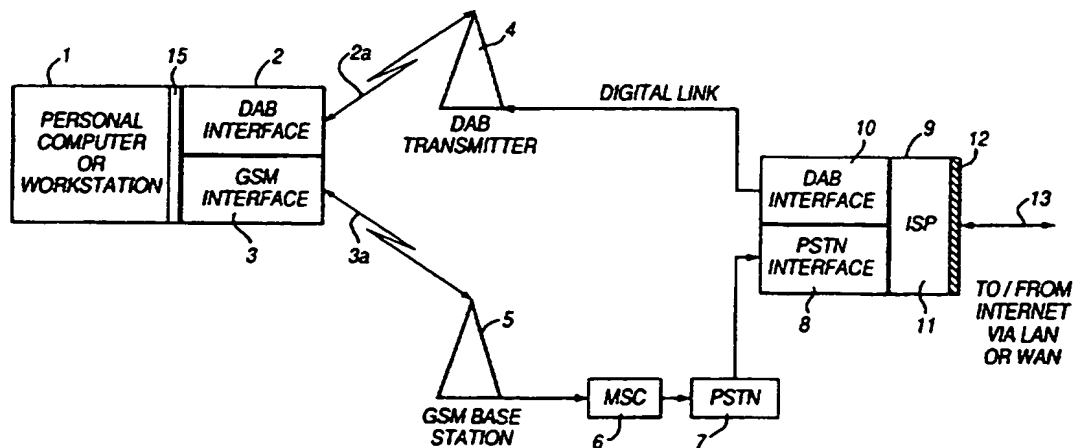 1
15
2
2a
4
PERSONAL
COMPUTER
OR
WORKSTATION
DAB
INTERFACE
GSM
INTERFACE
3
3a
DAB
TRANSMITTER
DIGITAL LINK
10
9
12
DAB
INTERFACE
PSTN
INTERFACE
ISP
8
11
13
TO / FROM
INTERNET
VIA LAN
OR WAN
5
GSM BASE
STATION
MSC
6
PSTN
7